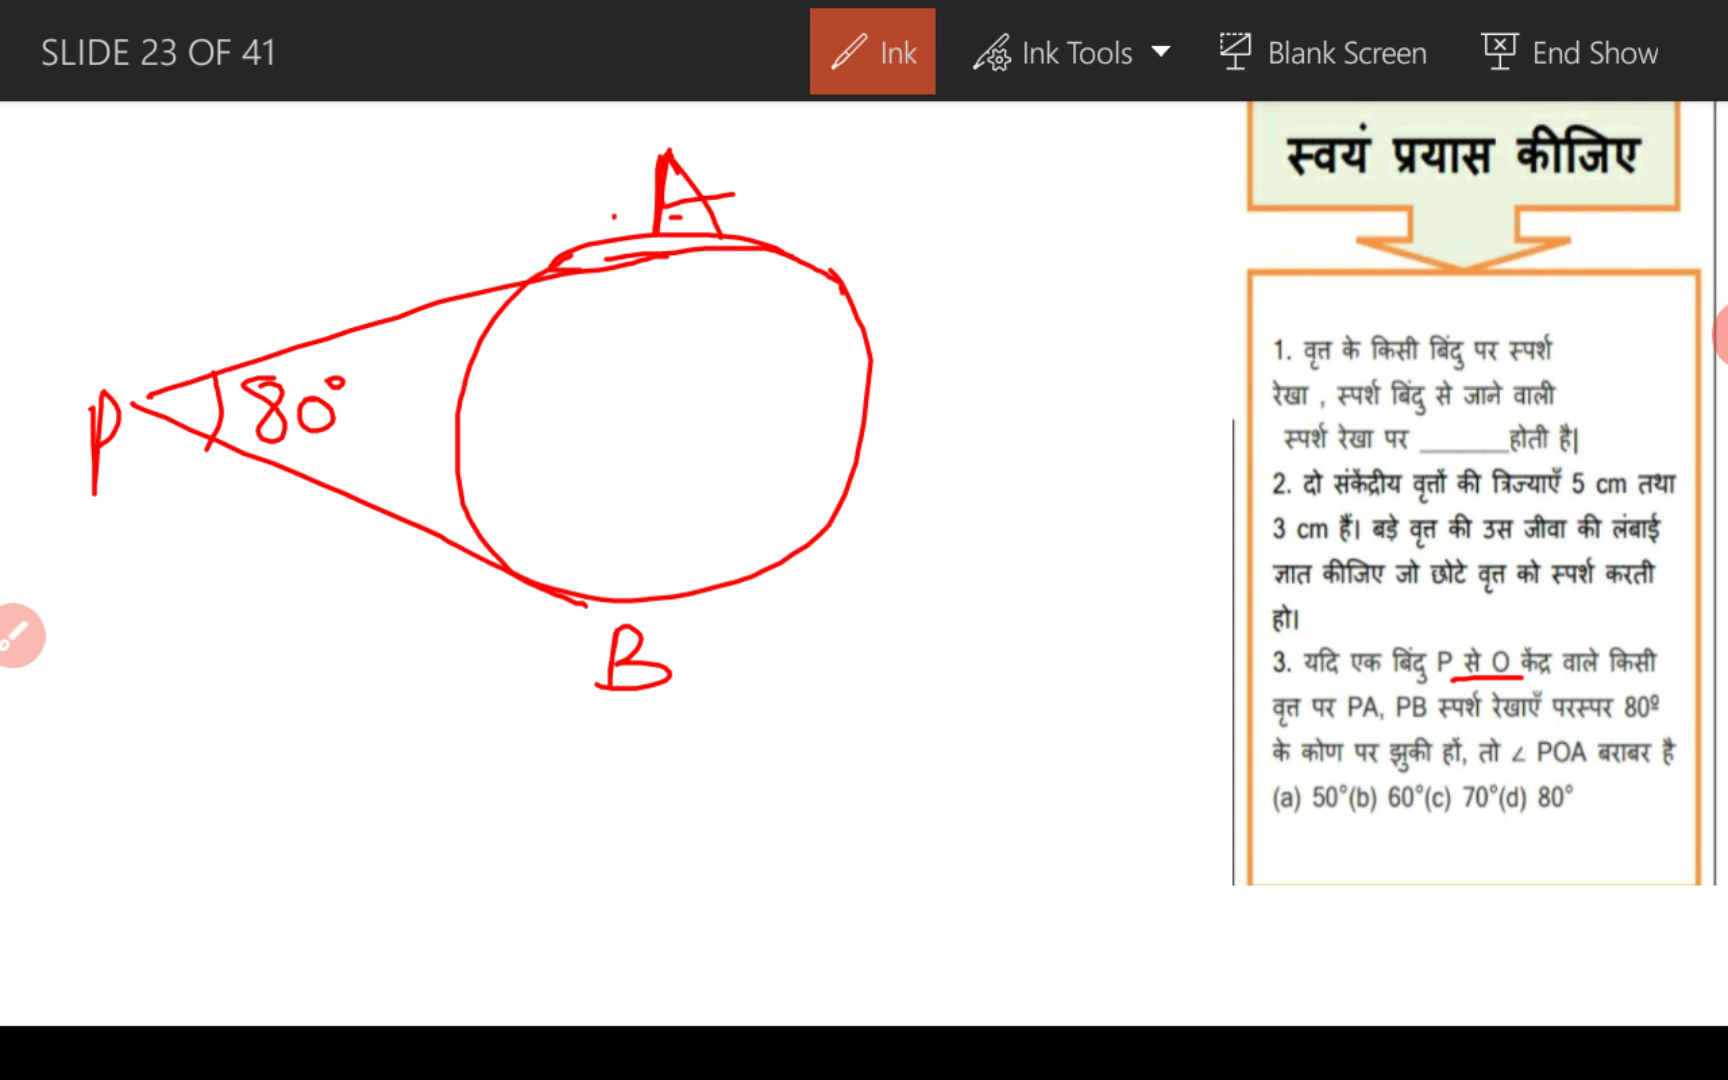 SLIDE 23 OF 41
Ink
Ink Tools
Blank Screen
End Show
A
P
80°
B
स्वयं प्रयास कीजिए
1. वृत्त के किसी बिंदु पर स्पर्श
रेखा , स्पर्श बिंदु से जाने वाली
स्पर्श रेखा पर ______होती है|
2. दो संकेंद्रीय वृत्तों की त्रिज्याएँ 5 cm तथा
3 cm हैं। बड़े वृत्त की उस जीवा की लंबाई
ज्ञात कीजिए जो छोटे वृत्त को स्पर्श करती
हो।
3. यदि एक बिंदु P से O केंद्र वाले किसी
वृत्त पर PA, PB स्पर्श रेखाएँ परस्पर 80º
के कोण पर झुकी हों, तो ∠ POA बराबर है
(a) 50°(b) 60°(c) 70°(d) 80°